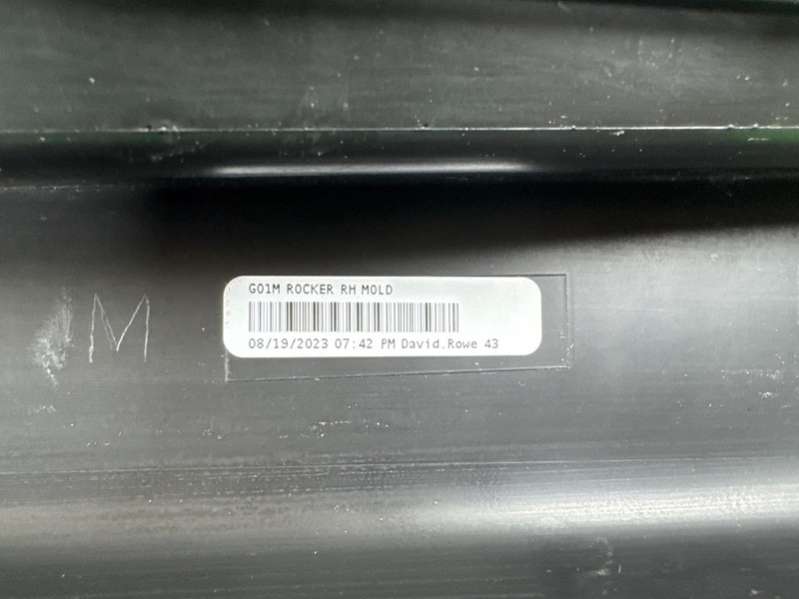 G01M ROCKER RH MOLD
08/19/2023 07:42 PM David.Rowe 43
M